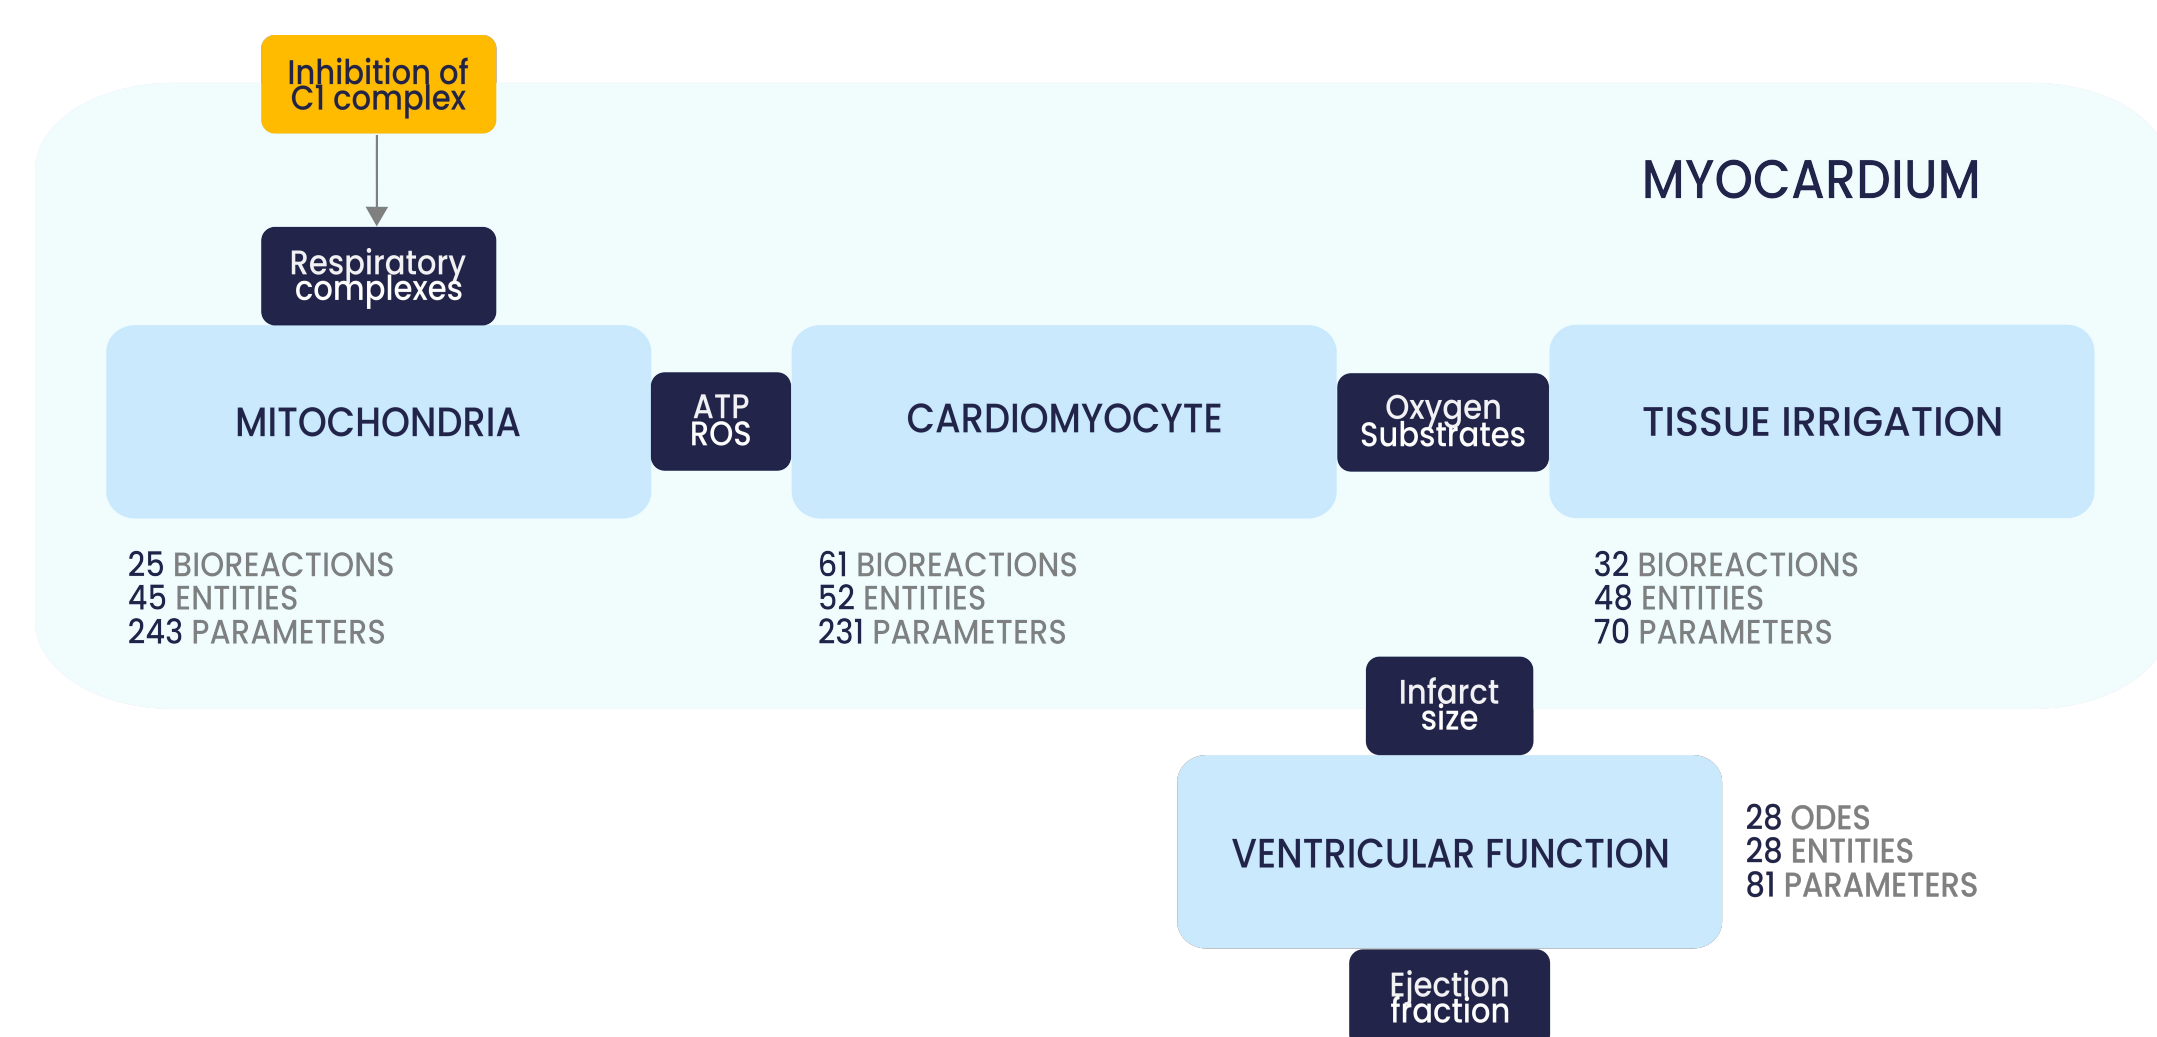 Inhibition of
C1 complex
MYOCARDIUM
Respiratory
complexes
MITOCHONDRIA
ATP
ROS
CARDIOMYOCYTE
Oxygen
Substrates
TISSUE IRRIGATION
25 BIOREACTIONS
45 ENTITIES
243 PARAMETERS
61 BIOREACTIONS
52 ENTITIES
231 PARAMETERS
32 BIOREACTIONS
48 ENTITIES
70 PARAMETERS
Infarct
size
VENTRICULAR FUNCTION
28 ODES
28 ENTITIES
81 PARAMETERS
Ejection
fraction